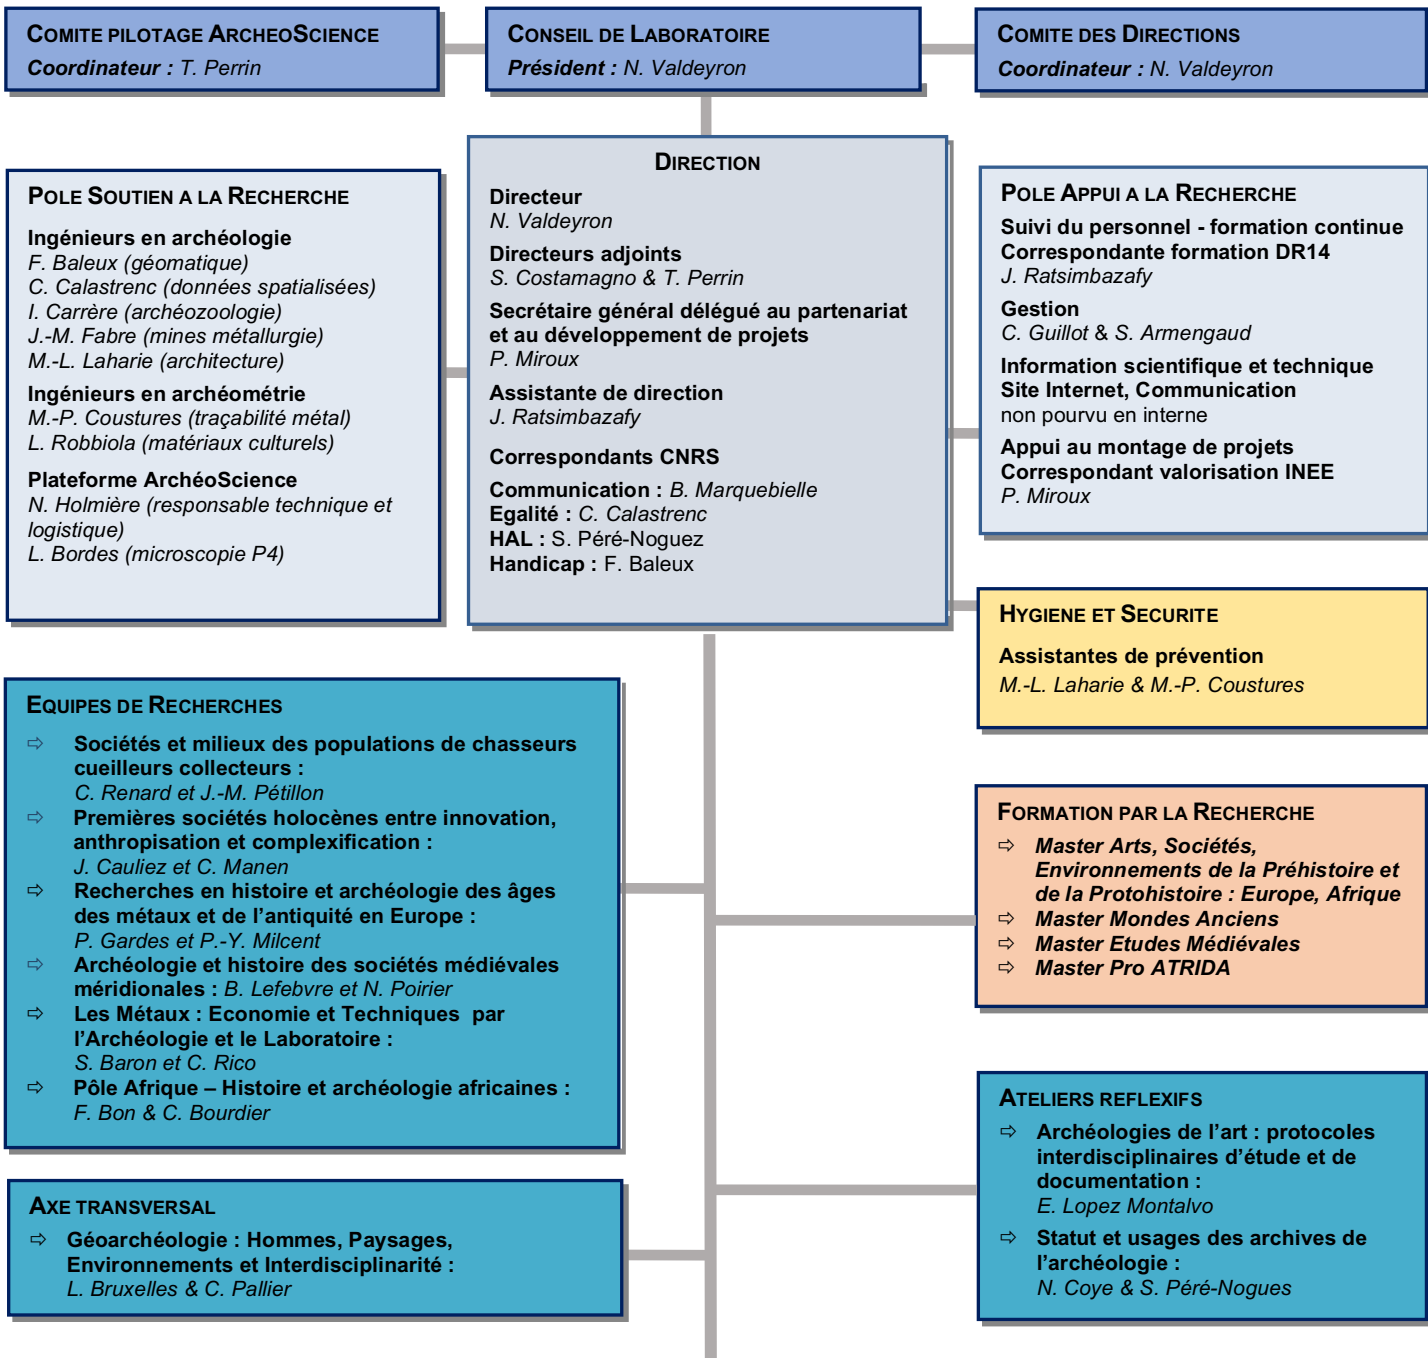 COMITE PILOTAGE ARCHEOSCIENCE
Coordinateur : T. Perrin
CONSEIL DE LABORATOIRE
Président : N. Valdeyron
COMITE DES DIRECTIONS
Coordinateur : N. Valdeyron
POLE SOUTIEN A LA RECHERCHE
Ingénieurs en archéologie
F. Baleux (géomatique)
C. Calastrenc (données spatialisées)
I. Carrère (archéozoologie)
J.-M. Fabre (mines métallurgie)
M.-L. Laharie (architecture)
Ingénieurs en archéométrie
M.-P. Coustures (traçabilité métal)
L. Robbiola (matériaux culturels)
Plateforme ArchéoScience
N. Holmière (responsable technique et
logistique)
L. Bordes (microscopie P4)
DIRECTION
Directeur
N. Valdeyron
Directeurs adjoints
S. Costamagno & T. Perrin
Secrétaire général délégué au partenariat
et au développement de projets
P. Miroux
Assistante de direction
J. Ratsimbazafy
Correspondants CNRS
Communication : B. Marquebielle
Egalité : C. Calastrenc
HAL : S. Péré-Noguez
Handicap : F. Baleux
POLE APPUI A LA RECHERCHE
Suivi du personnel - formation continue
Correspondante formation DR14
J. Ratsimbazafy
Gestion
C. Guillot & S. Armengaud
Information scientifique et technique
Site Internet, Communication
non pourvu en interne
Appui au montage de projets
Correspondant valorisation INEE
P. Miroux
HYGIENE ET SECURITE
Assistantes de prévention
M.-L. Laharie & M.-P. Coustures
EQUIPES DE RECHERCHES
⇨ Sociétés et milieux des populations de chasseurs
cueilleurs collecteurs :
C. Renard et J.-M. Pétillon
⇨ Premières sociétés holocènes entre innovation,
anthropisation et complexification :
J. Cauliez et C. Manen
⇨ Recherches en histoire et archéologie des âges
des métaux et de l'antiquité en Europe :
P. Gardes et P.-Y. Milcent
⇨ Archéologie et histoire des sociétés médiévales
méridionales : B. Lefebvre et N. Poirier
⇨ Les Métaux : Economie et Techniques par
l'Archéologie et le Laboratoire :
S. Baron et C. Rico
⇨ Pôle Afrique – Histoire et archéologie africaines :
F. Bon & C. Bourdier
FORMATION PAR LA RECHERCHE
⇨ Master Arts, Sociétés,
Environnements de la Préhistoire et
de la Protohistoire : Europe, Afrique
⇨ Master Mondes Anciens
⇨ Master Etudes Médiévales
⇨ Master Pro ATRIDA
AXE TRANSVERSAL
⇨ Géoarchéologie : Hommes, Paysages,
Environnements et Interdisciplinarité :
L. Bruxelles & C. Pallier
ATELIERS REFLEXIFS
⇨ Archéologies de l'art : protocoles
interdisciplinaires d'étude et de
documentation :
E. Lopez Montalvo
⇨ Statut et usages des archives de
l'archéologie :
N. Coye & S. Péré-Nogues